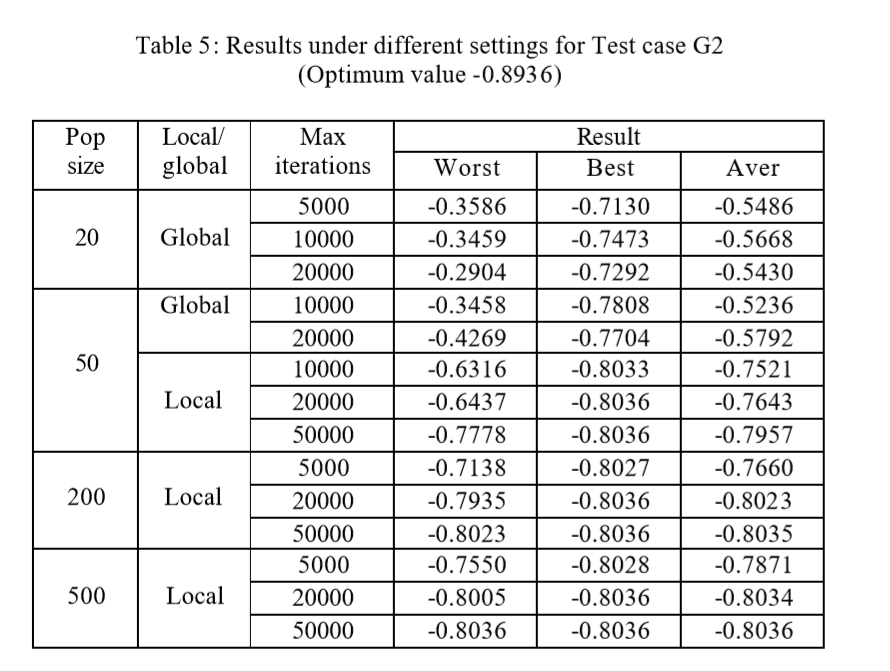 Table 5: Results under different settings for Test case G2
(Optimum value -0.8936)
Pop size Local/ global Max iterations Result
Worst Best Aver
20 Global 5000 -0.3586 -0.7130 -0.5486
10000 -0.3459 -0.7473 -0.5668
20000 -0.2904 -0.7292 -0.5430
50 Global 10000 -0.3458 -0.7808 -0.5236
20000 -0.4269 -0.7704 -0.5792
Local 10000 -0.6316 -0.8033 -0.7521
20000 -0.6437 -0.8036 -0.7643
50000 -0.7778 -0.8036 -0.7957
200 Local 5000 -0.7138 -0.8027 -0.7660
20000 -0.7935 -0.8036 -0.8023
50000 -0.8023 -0.8036 -0.8035
500 Local 5000 -0.7550 -0.8028 -0.7871
20000 -0.8005 -0.8036 -0.8034
50000 -0.8036 -0.8036 -0.8036